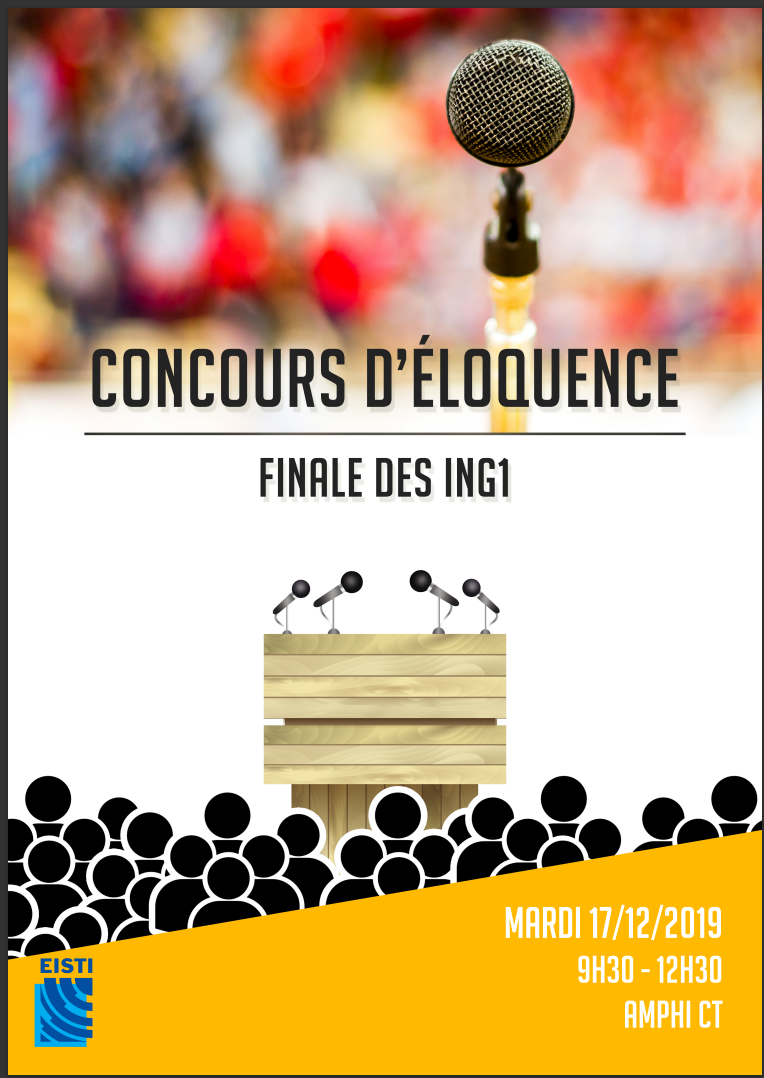 CONCOURS D'ÉLOQUENCE
FINALE DES ING1
MARDI 17/12/2019
9H30 - 12H30
AMPHI CT
EISTI